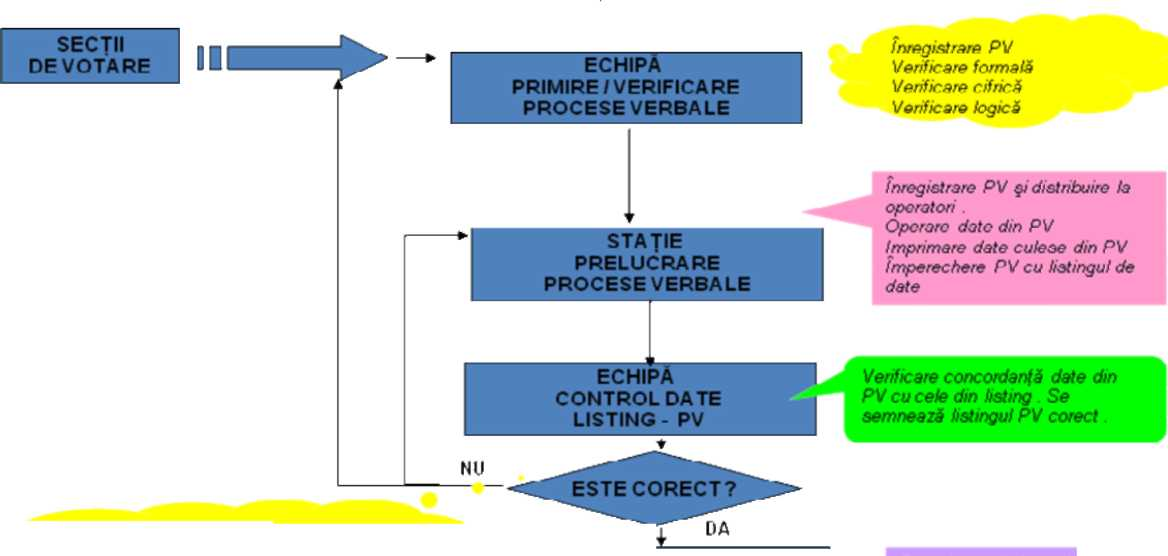 SECȚII
DE VOTARE
ECHIPĂ
PRIMIRE / VERIFICARE
PROCESE VERBALE
Înregistrare PV
Verificare formală
Verificare cifrică
Verificare logică
Înregistrare PV şi distribuire la
operatori .
Operare date din PV
Imprimare date culese din PV
Împerechere PV cu listingul de
date
STAȚIE
PRELUCRARE
PROCESE VERBALE
ECHIPĂ
CONTROL DATE
LISTING - PV
Verificare concordanță date din
PV cu cele din listing . Se
semnează listingul PV corect .
NU
ESTE CORECT ?
DA